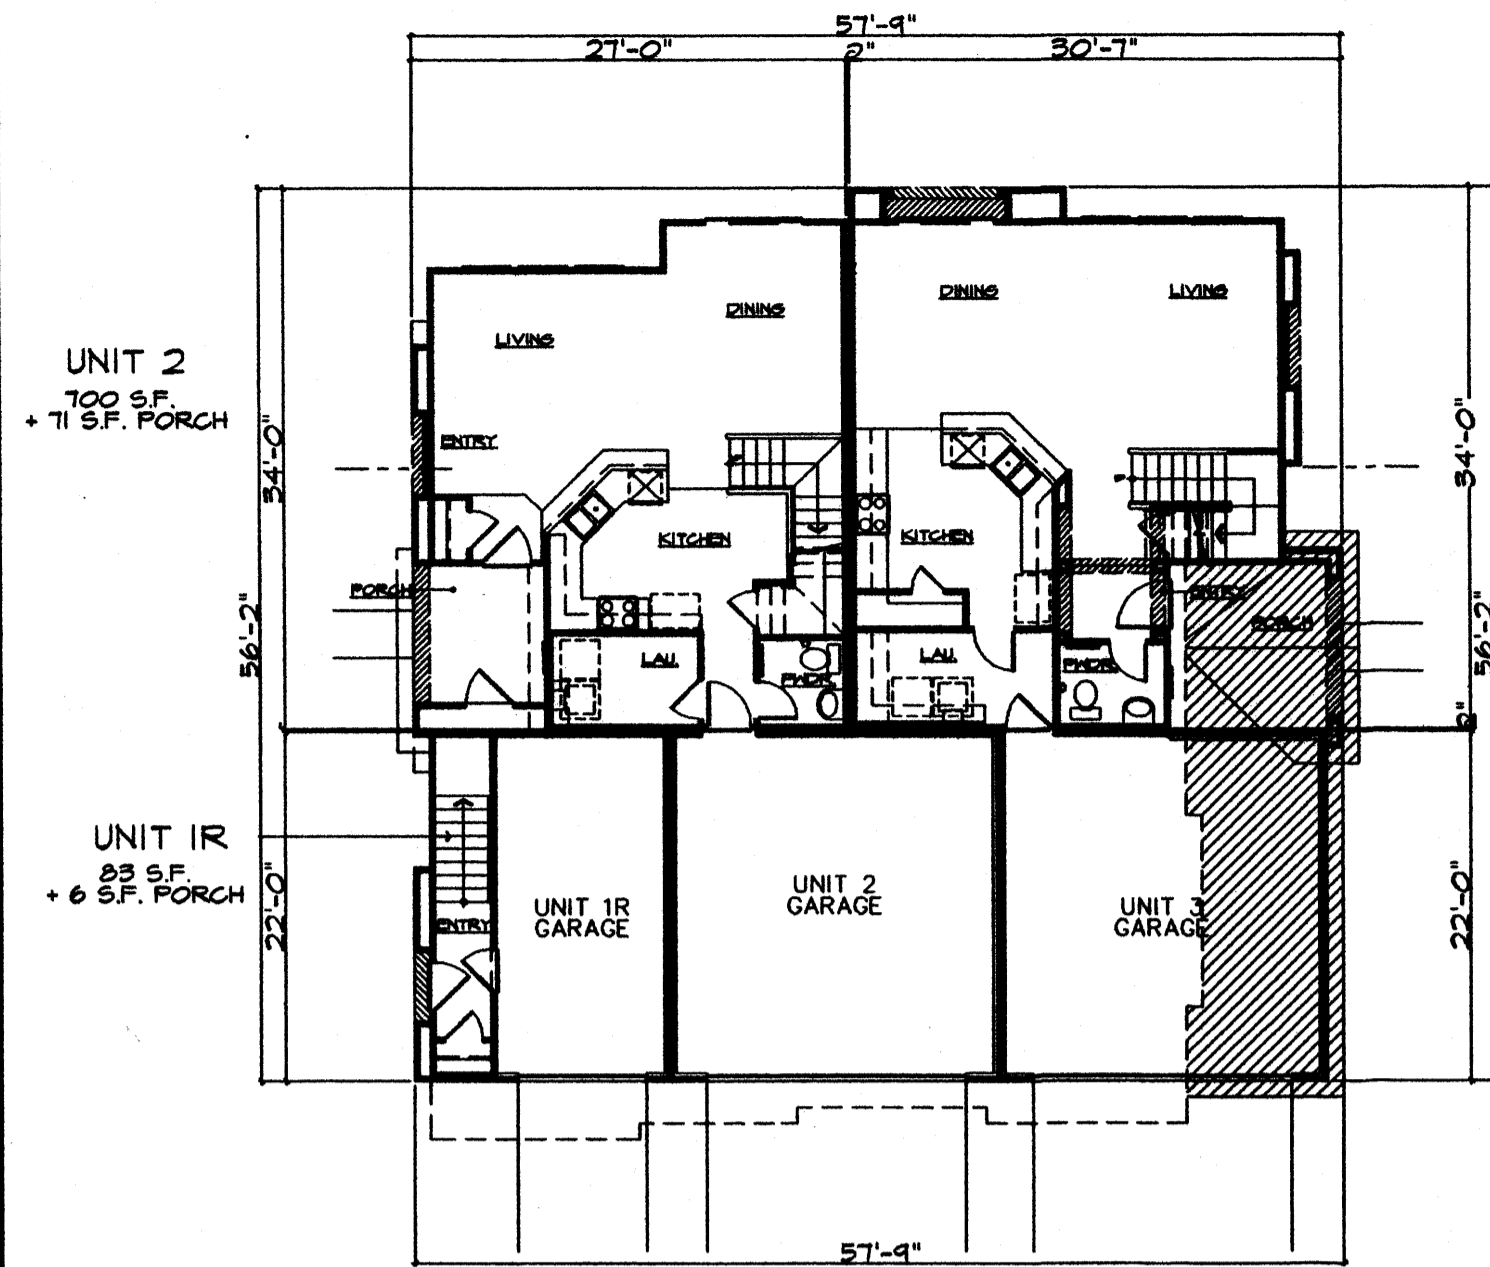 57'-9"
27'-0"
2"
30'-7"
DINING
LIVING
DINING
LIVING
UNIT 2
700 S.F.
+ 71 S.F. PORCH
ENTRY
34'-0"
34'-0"
KITCHEN
KITCHEN
PORCH
ENTRY
PORCH
56'-2"
56'-2"
LAU.
PWDR.
LAU.
PWDR.
2"
UNIT 1R
83 S.F.
+ 6 S.F. PORCH
22'-0"
22'-0"
ENTRY
UNIT 1R
GARAGE
UNIT 2
GARAGE
UNIT 3
GARAGE
57'-9"